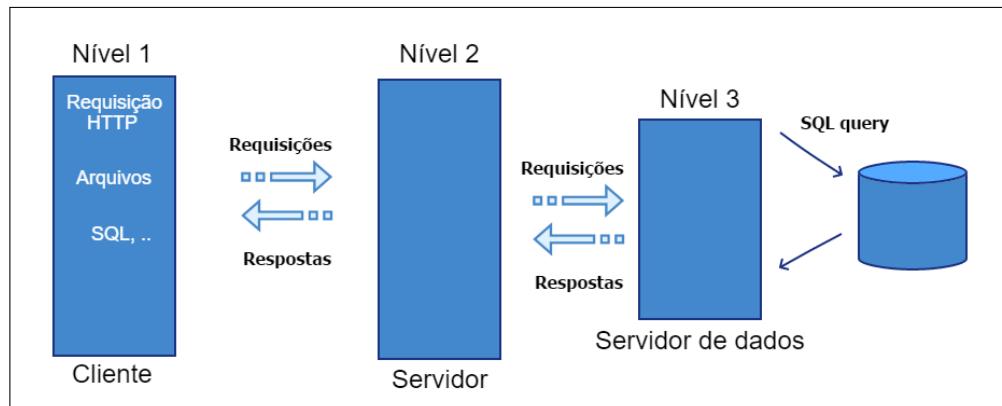 Nível 1
Requisição
HTTP
Arquivos
SQL, ..
Cliente
Requisições
Respostas
Nível 2
Servidor
Requisições
Respostas
Nível 3
Servidor de dados
SQL query